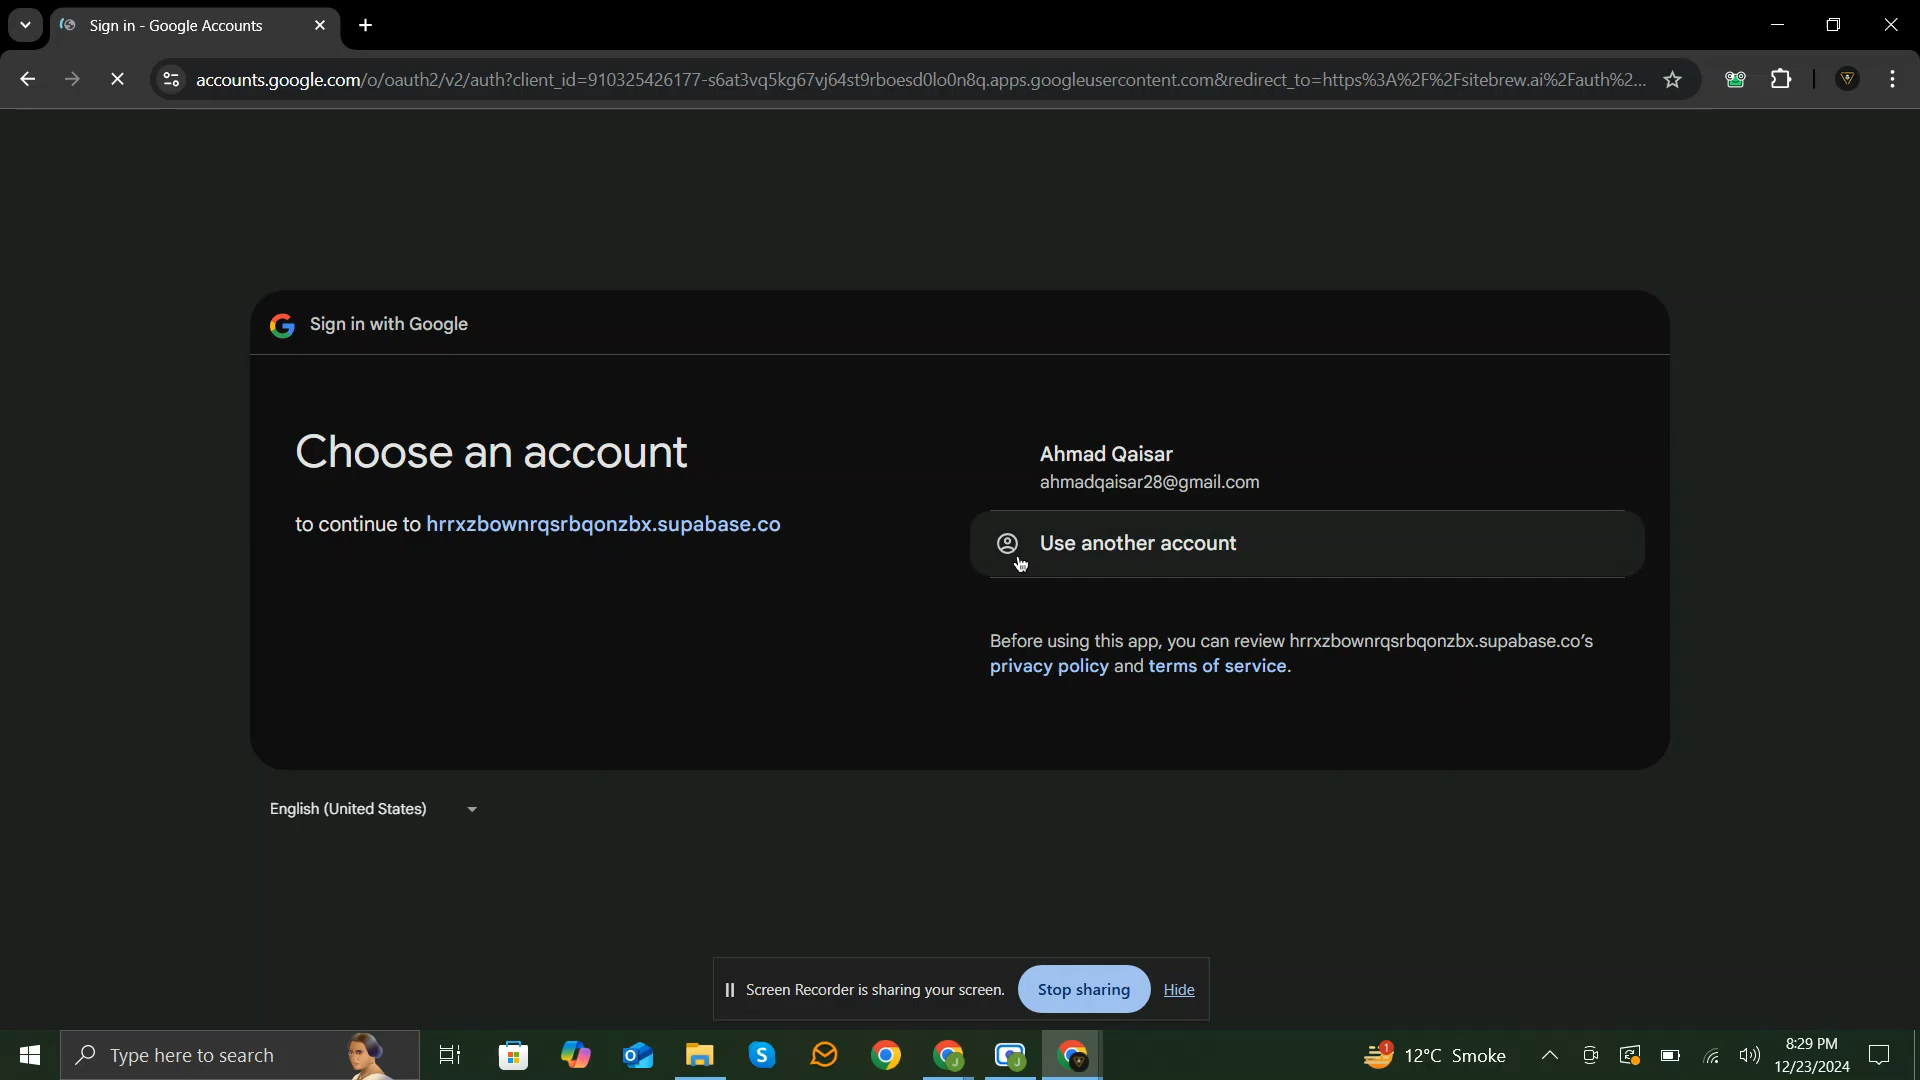 Sign in - Google Accounts
accounts.google.com/o/oauth2/v2/auth?client_id=910325426177-s6at3vq5kg67vj64st9rboesd0lo0n8q.apps.googleusercontent.com&redirect_to=https%3A%2F%2Fsitebrew.ai%2Fauth%2...
Sign in with Google
Choose an account
to continue to hrrxzbownrqsrbqonzbx.supabase.co
Ahmad Qaisar
ahmadqaisar28@gmail.com
Use another account
Before using this app, you can review hrrxzbownrqsrbqonzbx.supabase.co's
privacy policy and terms of service.
English (United States)
Screen Recorder is sharing your screen. Stop sharing Hide
Type here to search
1
12°C Smoke
8:29 PM
12/23/2024